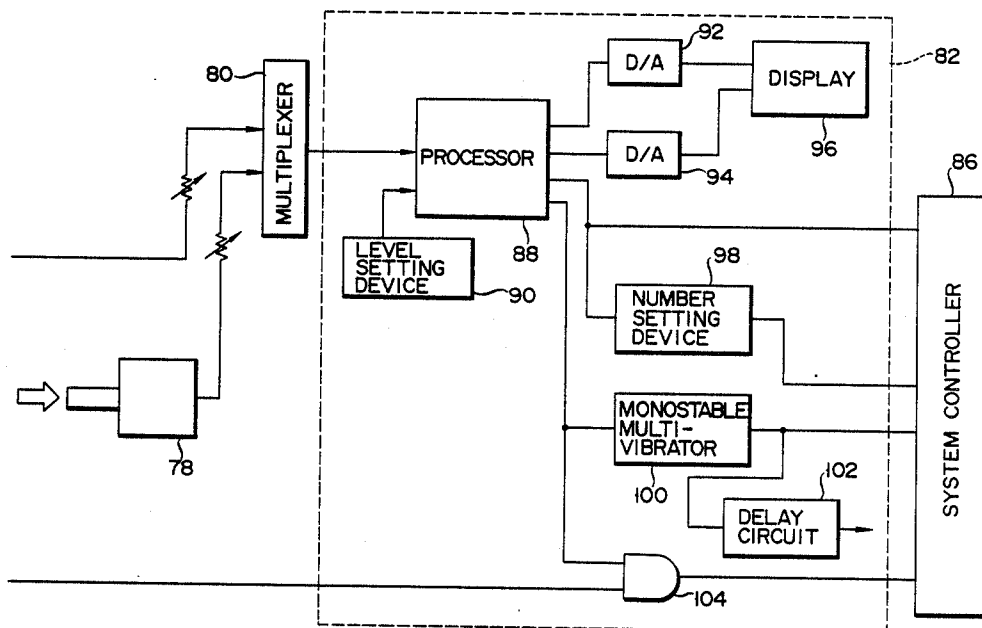 92
82
80
D/A
DISPLAY
MULTIPLEXER
PROCESSOR
96
D/A
94
86
88
LEVEL
SETTING
DEVICE
90
98
NUMBER
SETTING
DEVICE
SYSTEM CONTROLLER
MONOSTABLE
MULTI-
VIBRATOR
78
100
102
DELAY
CIRCUIT
104